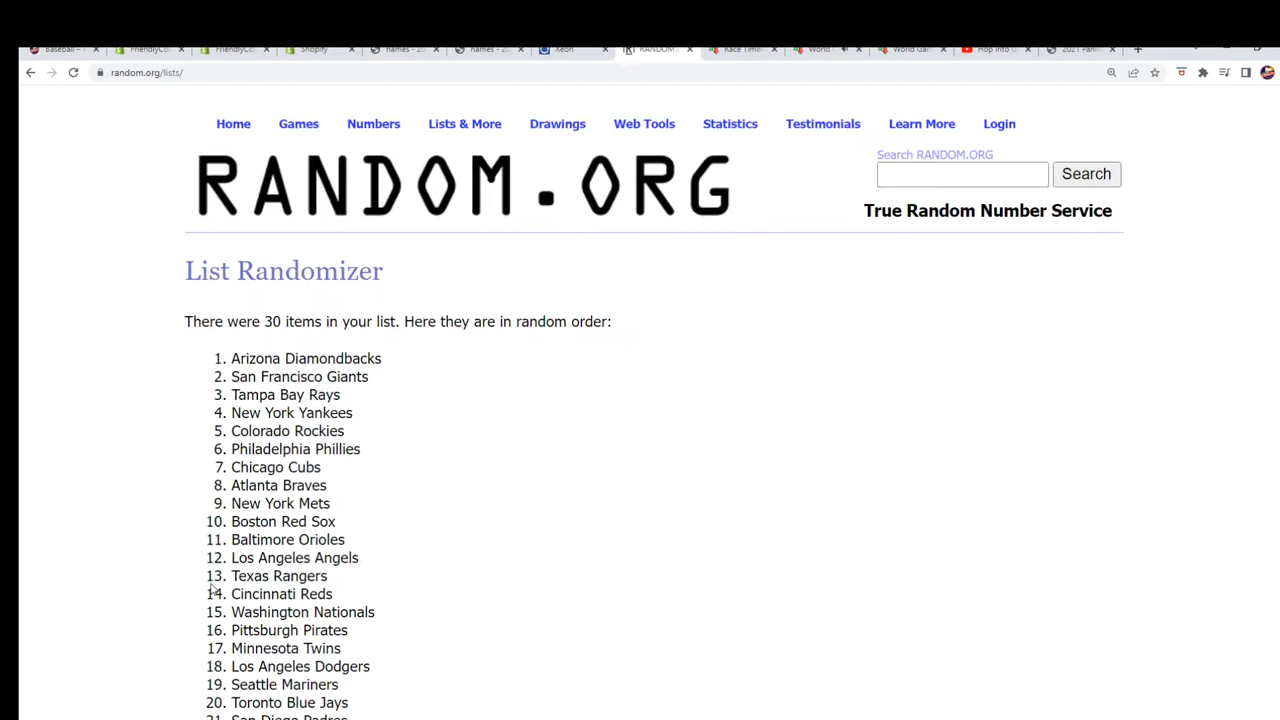 Baseball -
FriendlyCo
FriendlyCo
Shopify
names - 20
names - 20
Xeon
RANDOM.
Race Timer
World
World Ga
Hop into
2021 Panin
random.org/lists/
Home Games Numbers Lists & More Drawings Web Tools Statistics Testimonials Learn More Login
RANDOM.ORG
Search RANDOM.ORG
Search
True Random Number Service
List Randomizer
There were 30 items in your list. Here they are in random order:
1. Arizona Diamondbacks
2. San Francisco Giants
3. Tampa Bay Rays
4. New York Yankees
5. Colorado Rockies
6. Philadelphia Phillies
7. Chicago Cubs
8. Atlanta Braves
9. New York Mets
10. Boston Red Sox
11. Baltimore Orioles
12. Los Angeles Angels
13. Texas Rangers
14. Cincinnati Reds
15. Washington Nationals
16. Pittsburgh Pirates
17. Minnesota Twins
18. Los Angeles Dodgers
19. Seattle Mariners
20. Toronto Blue Jays
21. San Diego Padres